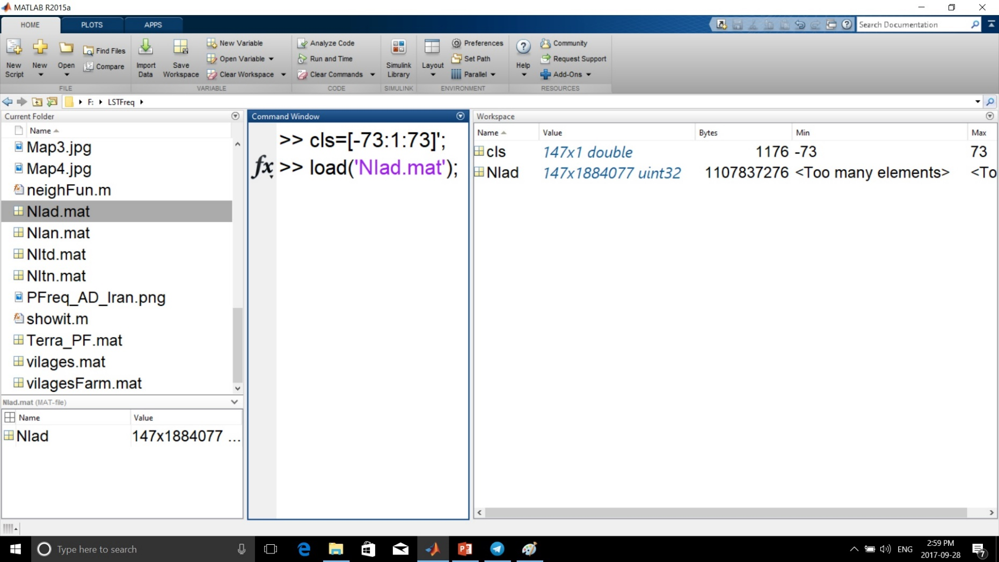 MATLAB R2015a
HOME PLOTS APPS
Search Documentation
New Script
New
Open
Find Files
Compare
FILE
Import Data
Save Workspace
New Variable
Open Variable
Clear Workspace
VARIABLE
Analyze Code
Run and Time
Clear Commands
CODE
Simulink Library
SIMULINK
Layout
Preferences
Set Path
Parallel
ENVIRONMENT
Help
Community
Request Support
Add-Ons
RESOURCES
F: LSTFreq
Current Folder
Name
Map3.jpg
Map4.jpg
neighFun.m
Nlad.mat
Nlan.mat
Nltd.mat
Nltn.mat
PFreq_AD_Iran.png
showit.m
Terra_PF.mat
vilages.mat
vilagesFarm.mat
Nlad.mat (MAT-file)
Name Value
Nlad 147x1884077 ...
Command Window
>> cls=[-73:1:73]';
fx >> load('Nlad.mat');
Workspace
Name Value Bytes Min Max
cls 147x1 double 1176 -73 73
Nlad 147x1884077 uint32 1107837276 <Too many elements> <To
Type here to search
ENG
2:59 PM
2017-09-28
7